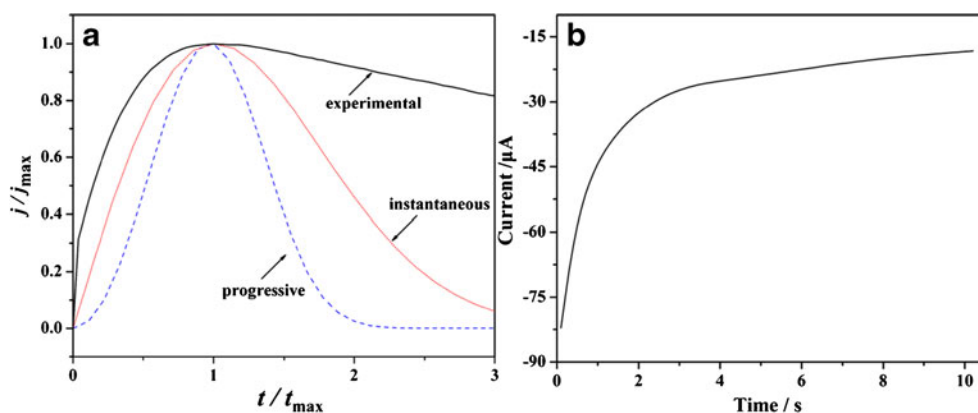 a
1.0
0.8
0.6
0.4
0.2
0.0
j/jmax
experimental
instantaneous
progressive
0 1 2 3
t/tmax
b
-15
-30
-45
-60
-75
-90
Current /μA
0 2 4 6 8 10
Time / s